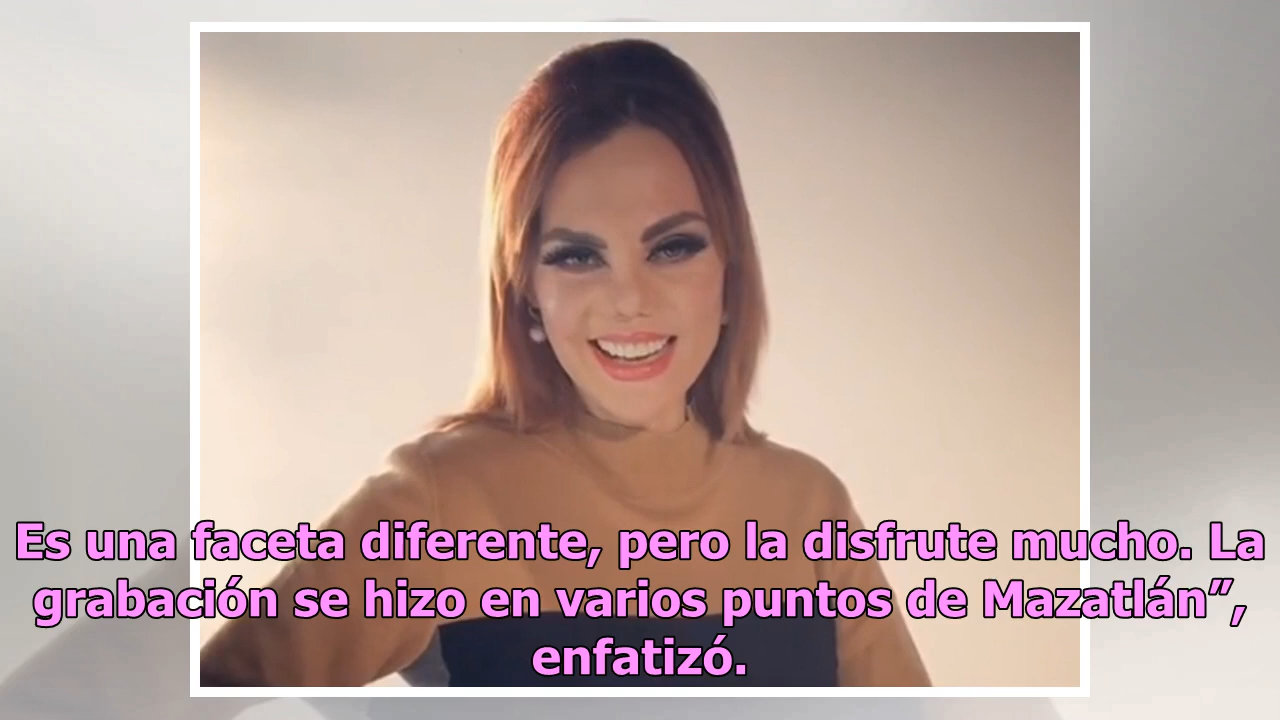 Es una faceta diferente, pero la disfrute mucho. La
grabación se hizo en varios puntos de Mazatlán”,
enfatizó.